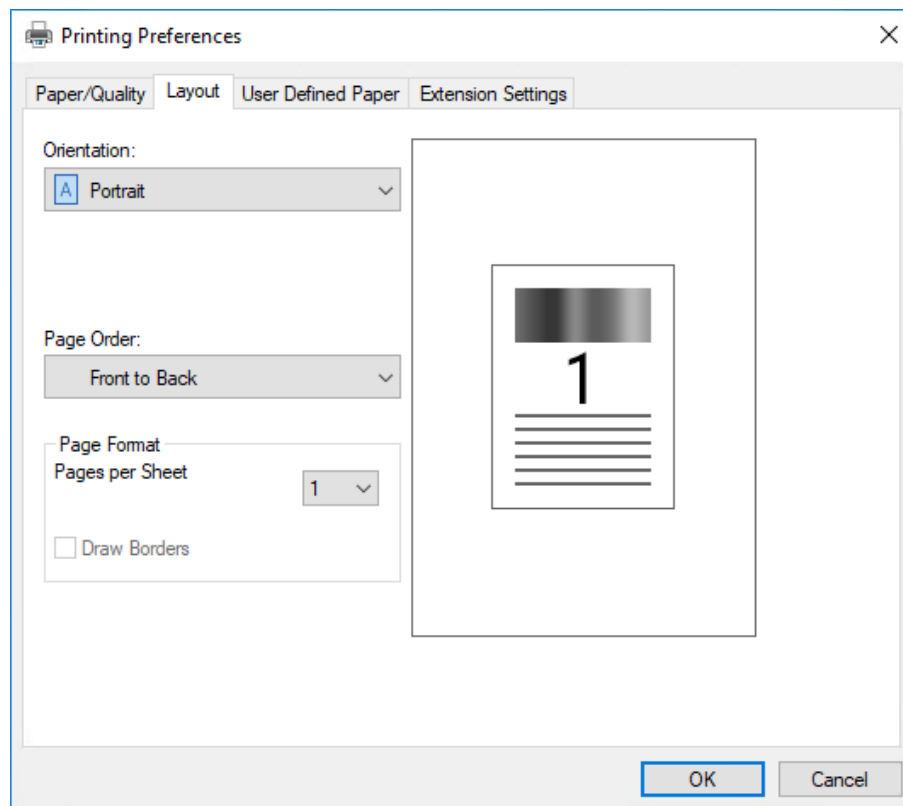 Printing Preferences
Paper/Quality Layout User Defined Paper Extension Settings
Orientation:
A Portrait
Page Order:
Front to Back
Page Format
Pages per Sheet
1
Draw Borders
1
OK Cancel